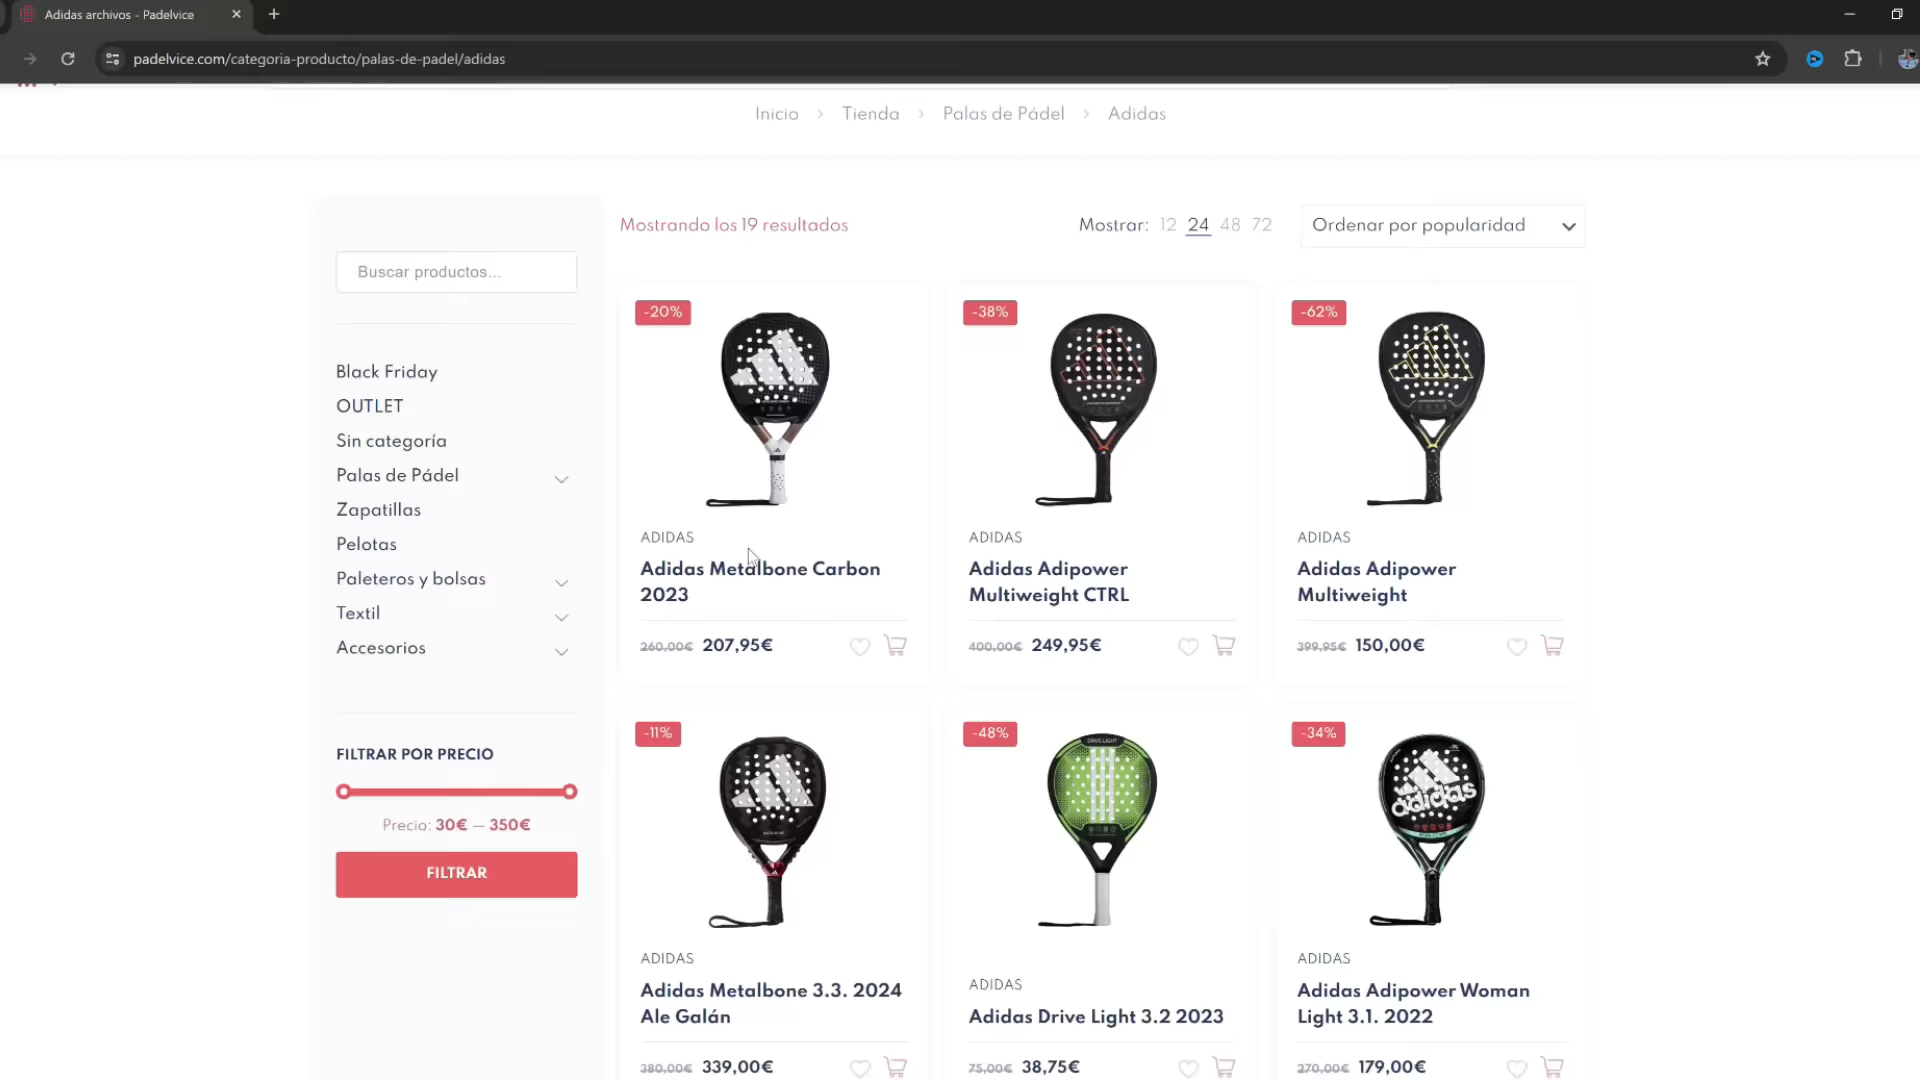 Adidas archivos - Padelvice
padelvice.com/categoria-producto/palas-de-padel/adidas
Inicio > Tienda > Palas de Pádel > Adidas
Buscar productos...
Black Friday
OUTLET
Sin categoría
Palas de Pádel
Zapatillas
Pelotas
Paleteros y bolsas
Textil
Accesorios
FILTRAR POR PRECIO
Precio: 30€ — 350€
FILTRAR
Mostrando los 19 resultados
Mostrar: 12 24 48 72
Ordenar por popularidad
-20%
ADIDAS
Adidas Metalbone Carbon
2023
260,00€ 207,95€
-38%
ADIDAS
Adidas Adipower
Multiweight CTRL
400,00€ 249,95€
-62%
ADIDAS
Adidas Adipower
Multiweight
399,95€ 150,00€
-11%
ADIDAS
Adidas Metalbone 3.3. 2024
Ale Galán
380,00€ 339,00€
-48%
DRIVE LIGHT
ADIDAS
Adidas Drive Light 3.2 2023
75,00€ 38,75€
-34%
adidas
ADIDAS
Adidas Adipower Woman
Light 3.1. 2022
270,00€ 179,00€